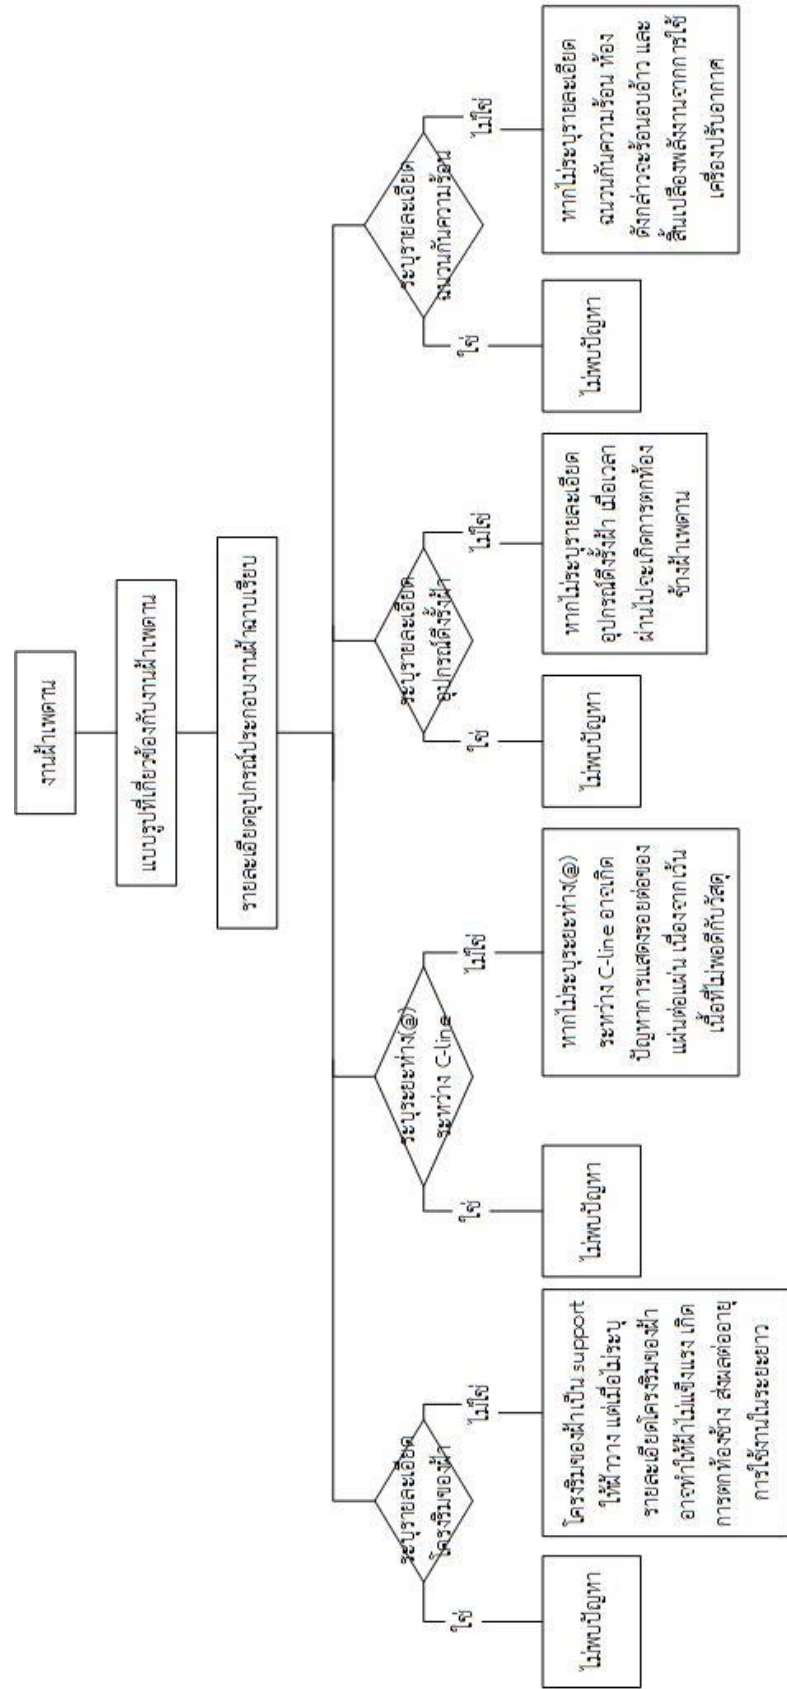 งานฝ้าเพดาน
แบบรูปที่เกี่ยวข้องกับงานฝ้าเพดาน
รายละเอียดอุปกรณ์ประกอบงานฝ้าฉาบเรียบ
ระบุรายละเอียด
โครงริมของฝ้า
ใช่
ไม่ใช่
ไม่พบปัญหา
โครงริมของฝ้าเป็น support
ให้ฝ้าวาง แต่เมื่อไม่ระบุ
รายละเอียดโครงริมของฝ้า
อาจทำให้ฝ้าไม่แข็งแรง เกิด
การตกท้องช้าง ส่งผลต่ออายุ
การใช้งานในระยะยาว
ระบุระยะห่าง(@)
ระหว่าง C-line
ใช่
ไม่ใช่
ไม่พบปัญหา
หากไม่ระบุระยะห่าง(@)
ระหว่าง C-line อาจเกิด
ปัญหาการแสดงรอยต่อของ
แผ่นต่อแผ่น เนื่องจากเว้น
เนื้อที่ไม่พอดีกับวัสดุ
ระบุรายละเอียด
อุปกรณ์ดึงรั้งฝ้า
ใช่
ไม่ใช่
ไม่พบปัญหา
หากไม่ระบุรายละเอียด
อุปกรณ์ดึงรั้งฝ้า เมื่อเวลา
ผ่านไปจะเกิดการตกท้อง
ช้างฝ้าเพดาน
ระบุรายละเอียด
ฉนวนกันความร้อน
ใช่
ไม่ใช่
ไม่พบปัญหา
หากไม่ระบุรายละเอียด
ฉนวนกันความร้อน ห้อง
ดังกล่าวจะร้อนอบอ้าว และ
สิ้นเปลืองพลังงานจากการใช้
เครื่องปรับอากาศ